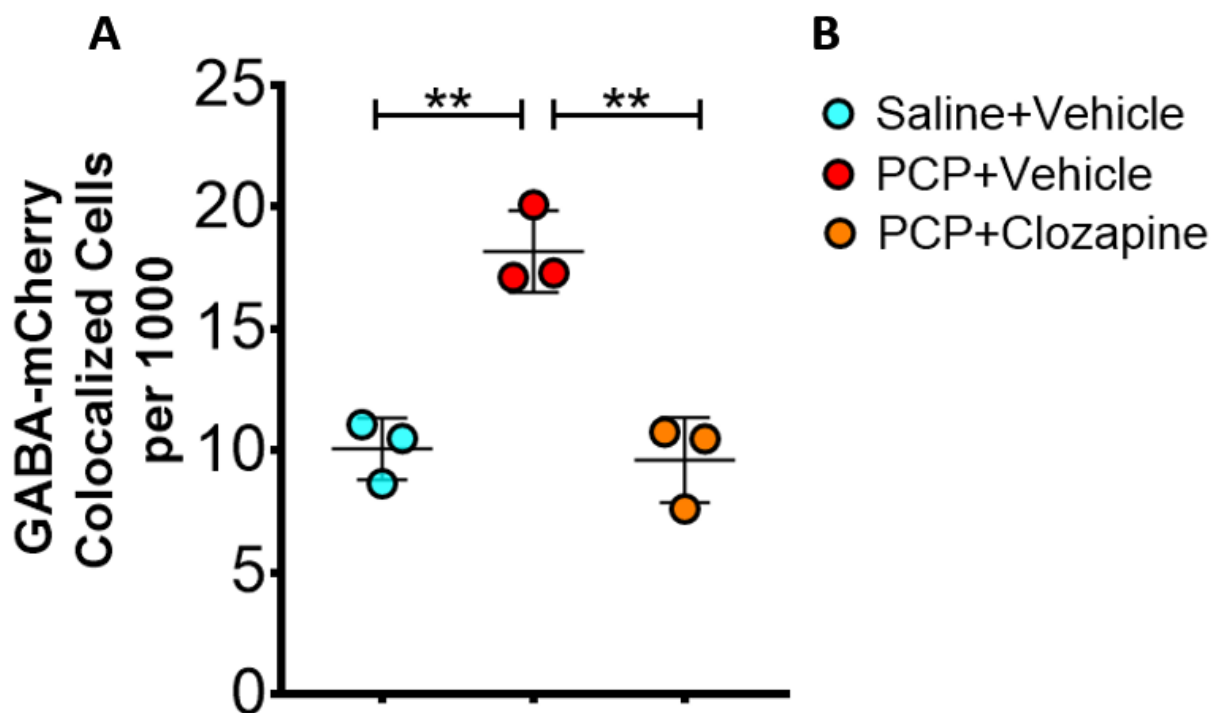 A
B
GABA-mCherry
Colocalized Cells
per 1000
25
20
15
10
5
0
**
**
Saline+Vehicle
PCP+Vehicle
PCP+Clozapine